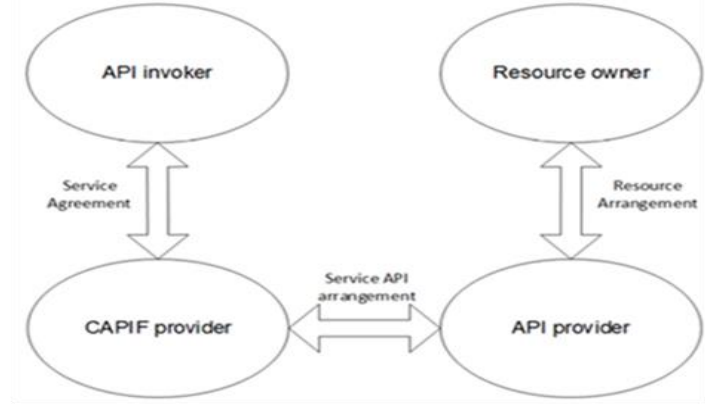 API invoker
Resource owner
Service
Agreement
Resource
Arrangement
Service API
arrangement
CAPIF provider
API provider